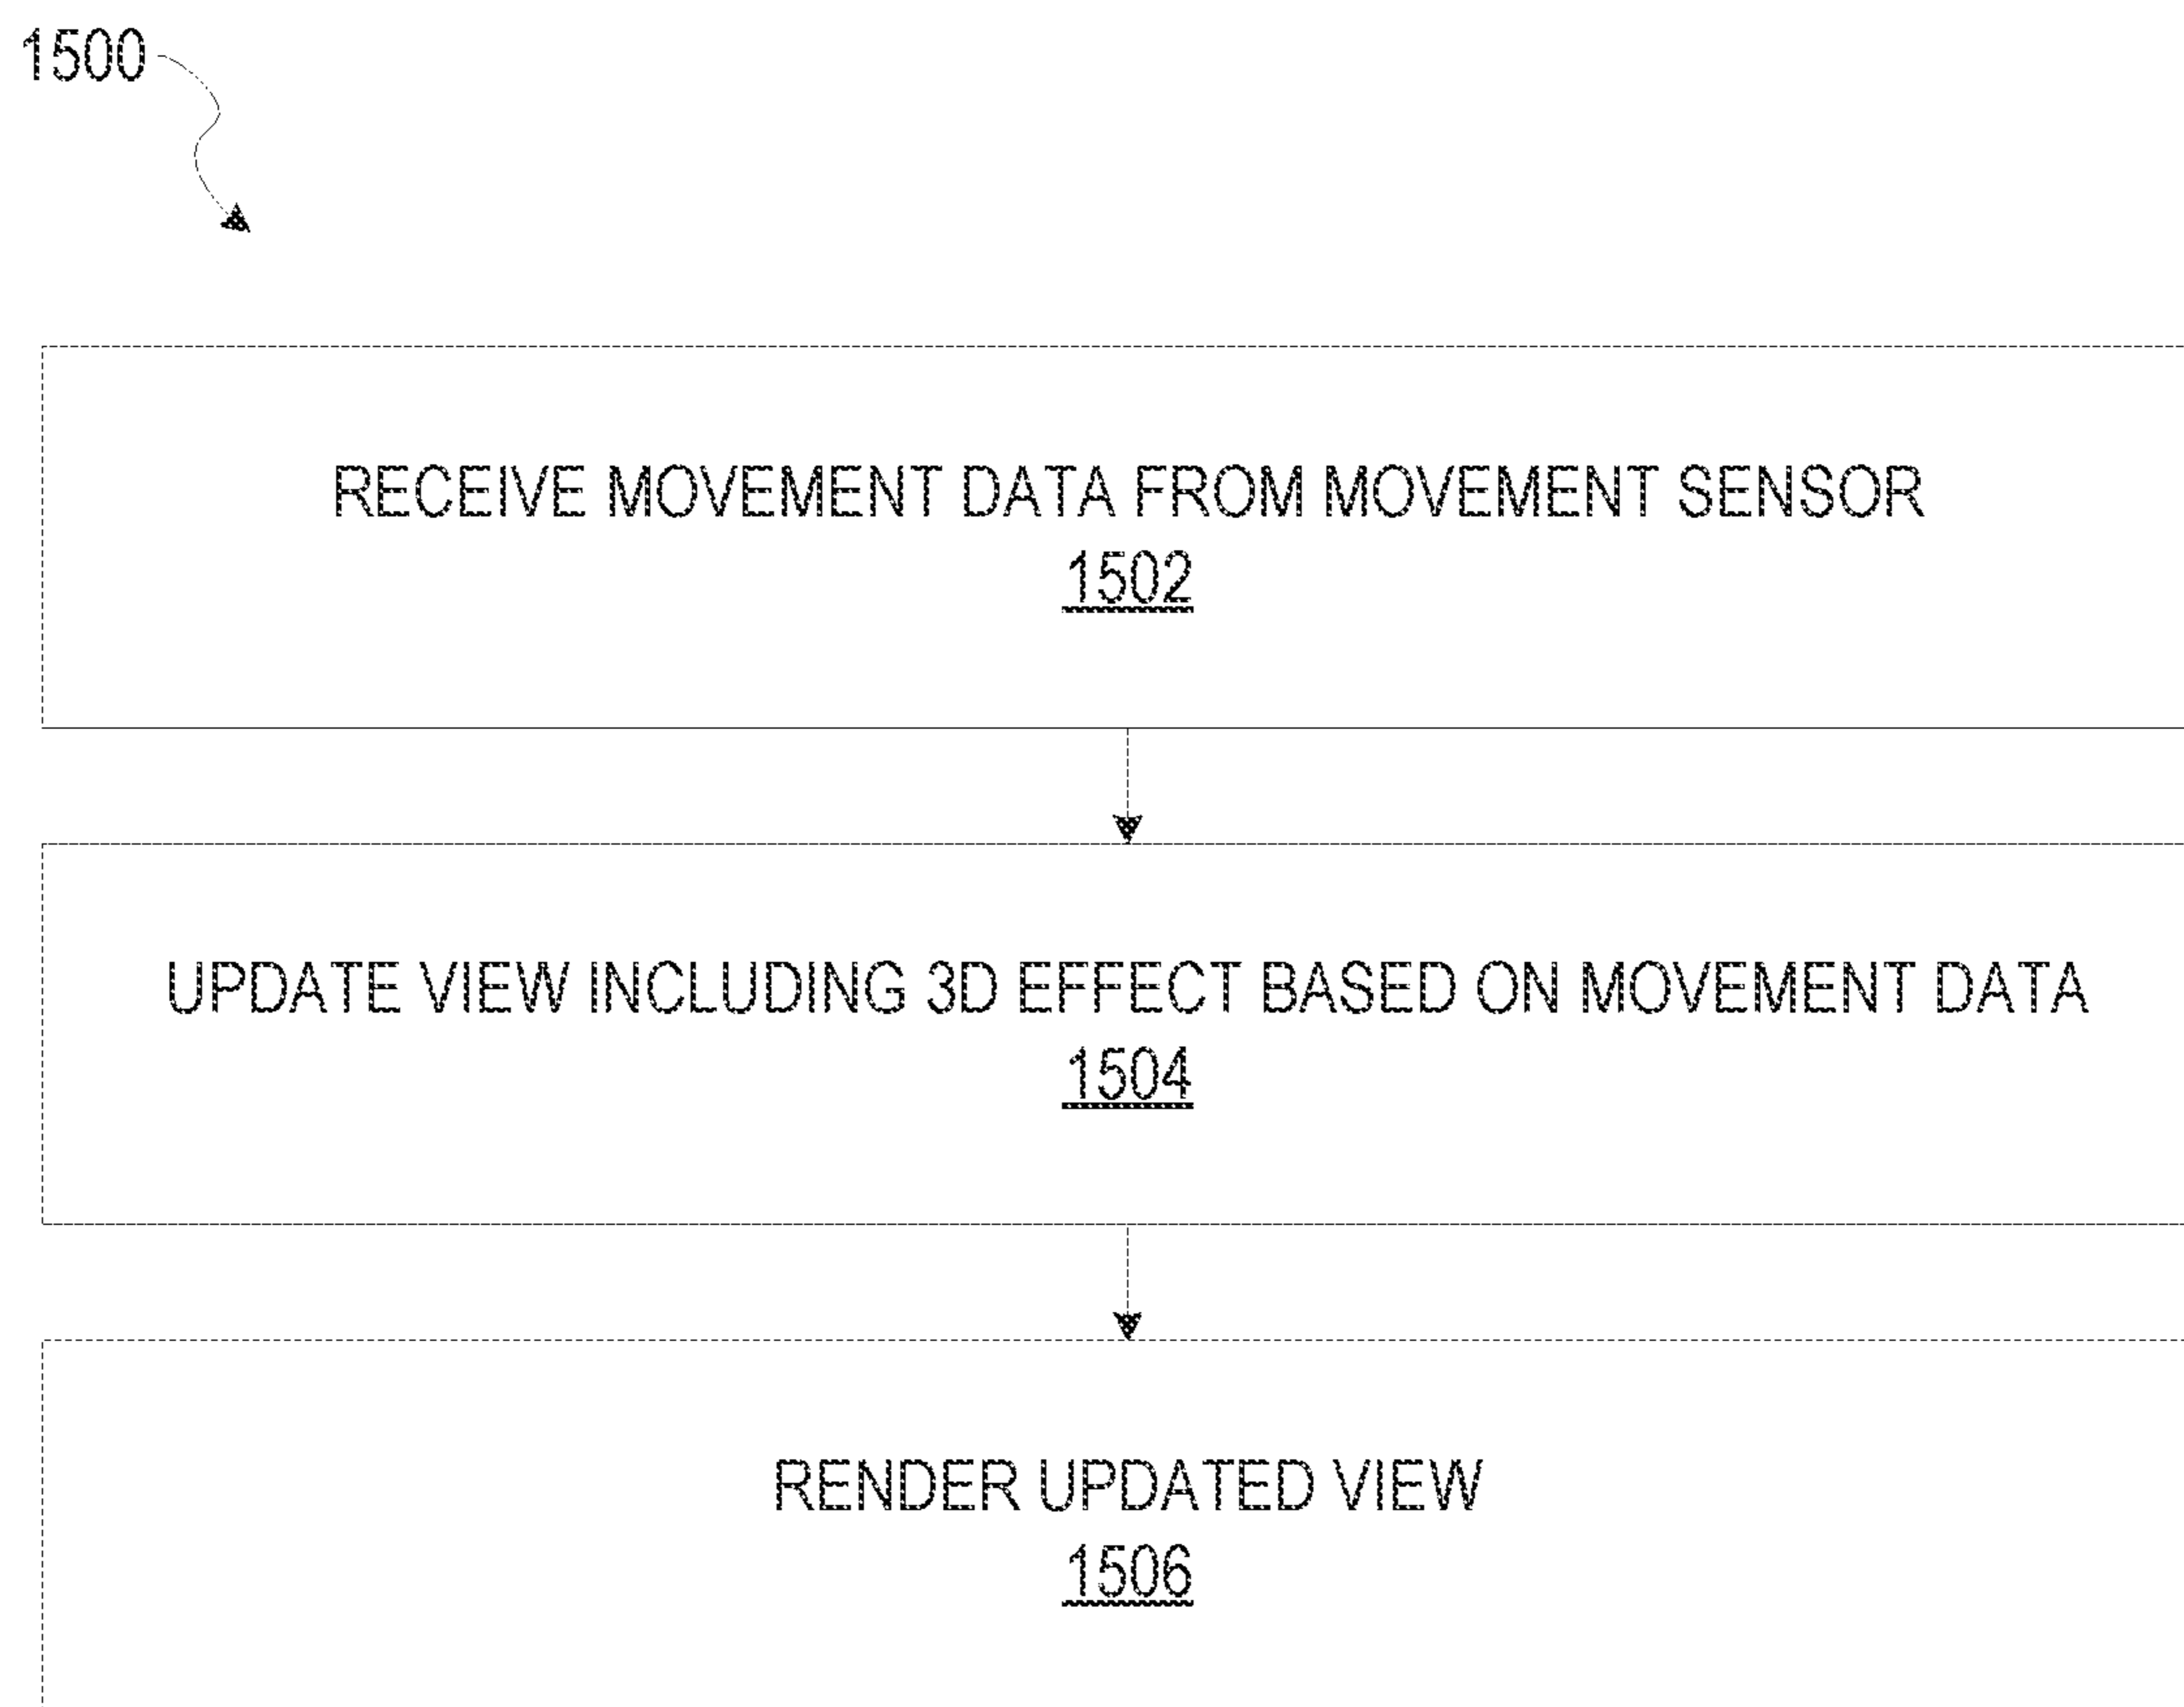 1500
RECEIVE MOVEMENT DATA FROM MOVEMENT SENSOR
1502
UPDATE VIEW INCLUDING 3D EFFECT BASED ON MOVEMENT DATA
1504
RENDER UPDATED VIEW
1506